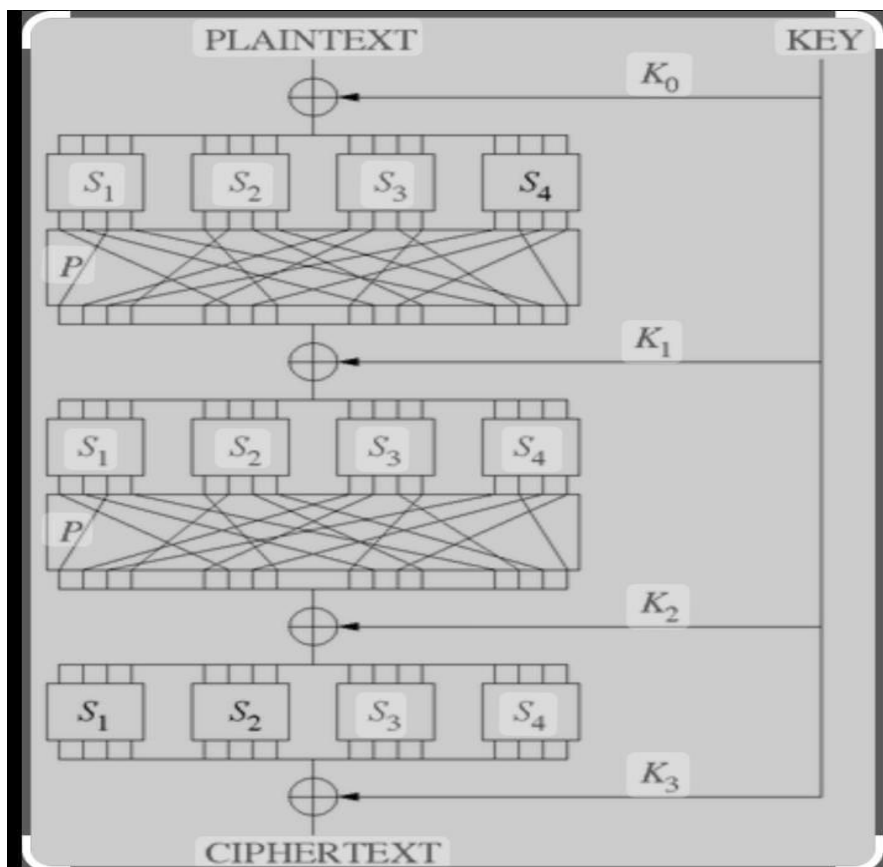 PLAINTEXT KEY
K₀
S₁ S₂ S₃ S₄
P
K₁
S₁ S₂ S₃ S₄
P
K₂
S₁ S₂ S₃ S₄
K₃
CIPHERTEXT